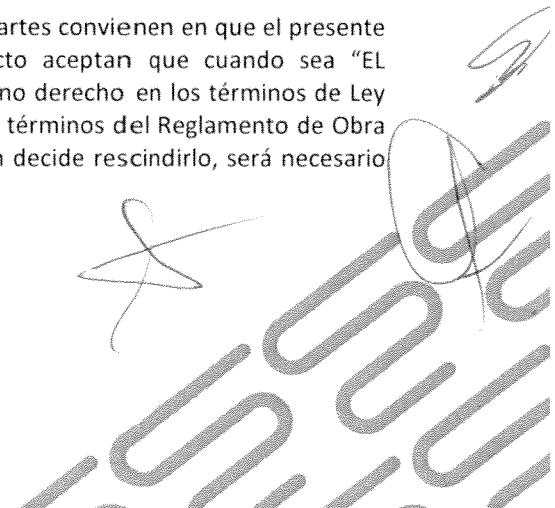 artes convienen en que el presente
cto aceptan que cuando sea “EL
no derecho en los términos de Ley
términos del Reglamento de Obra
decide rescindirlo, será necesario